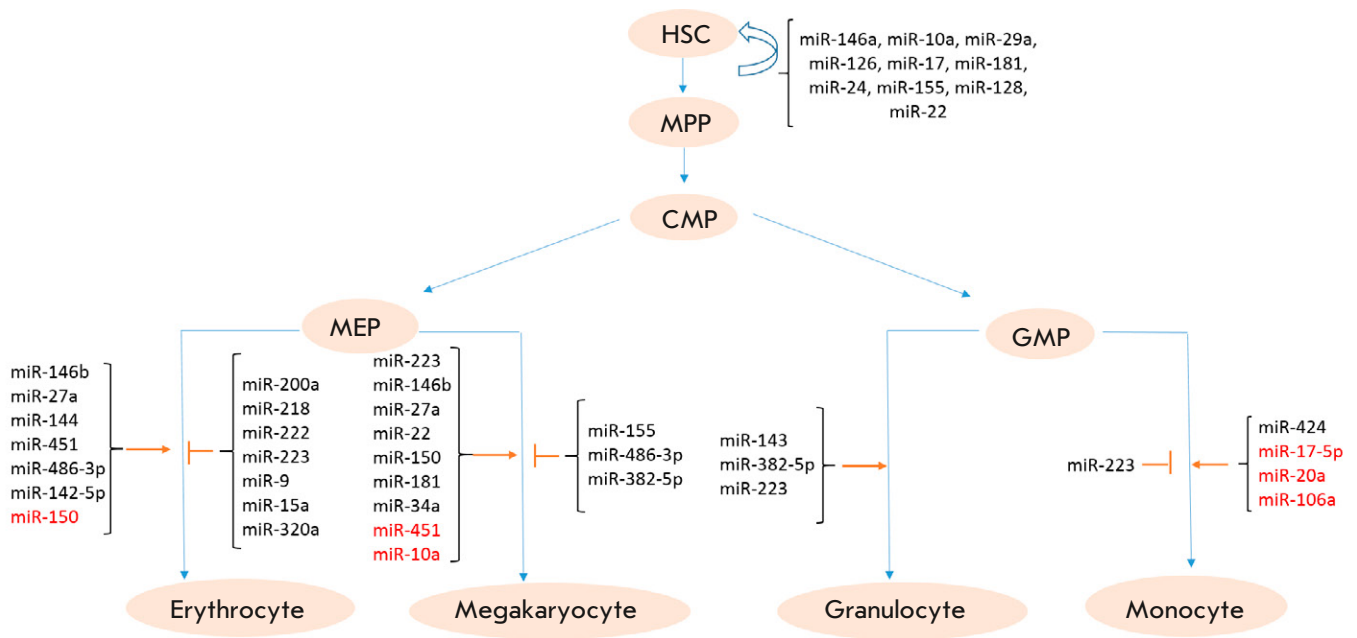 HSC
miR-146a, miR-10a, miR-29a,
miR-126, miR-17, miR-181,
miR-24, miR-155, miR-128,
miR-22
MPP
CMP
MEP
GMP
miR-146b
miR-27a
miR-144
miR-451
miR-486-3p
miR-142-5p
miR-150
miR-200a
miR-218
miR-222
miR-223
miR-9
miR-15a
miR-320a
miR-223
miR-146b
miR-27a
miR-22
miR-150
miR-181
miR-34a
miR-451
miR-10a
miR-155
miR-486-3p
miR-382-5p
miR-143
miR-382-5p
miR-223
miR-223
miR-424
miR-17-5p
miR-20a
miR-106a
Erythrocyte
Megakaryocyte
Granulocyte
Monocyte